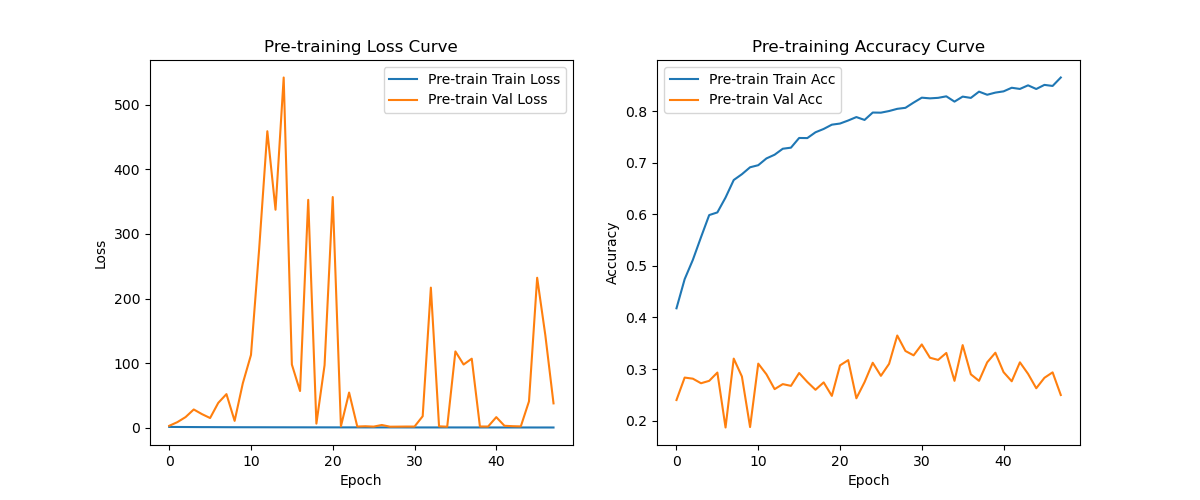 Pre-training Loss Curve
Pre-train Train Loss
Pre-train Val Loss
500
400
300
200
100
0
Loss
0 10 20 30 40
Epoch
Pre-training Accuracy Curve
Pre-train Train Acc
Pre-train Val Acc
0.8
0.7
0.6
0.5
0.4
0.3
0.2
Accuracy
0 10 20 30 40
Epoch